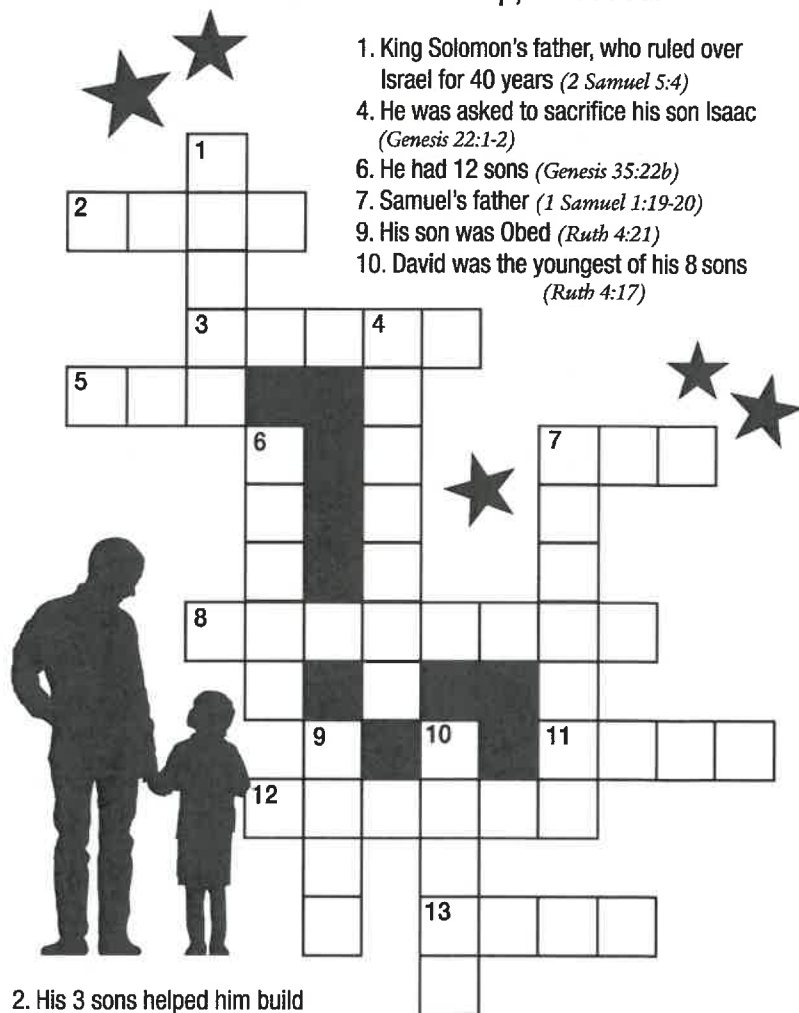 1. King Solomon's father, who ruled over
Israel for 40 years (2 Samuel 5:4)
4. He was asked to sacrifice his son Isaac
(Genesis 22:1-2)
6. He had 12 sons (Genesis 35:22b)
7. Samuel's father (1 Samuel 1:19-20)
9. His son was Obed (Ruth 4:21)
10. David was the youngest of his 8 sons
(Ruth 4:17)
1
2
3 4
5
6 7
8
9 10 11
12
13
2. His 3 sons helped him build